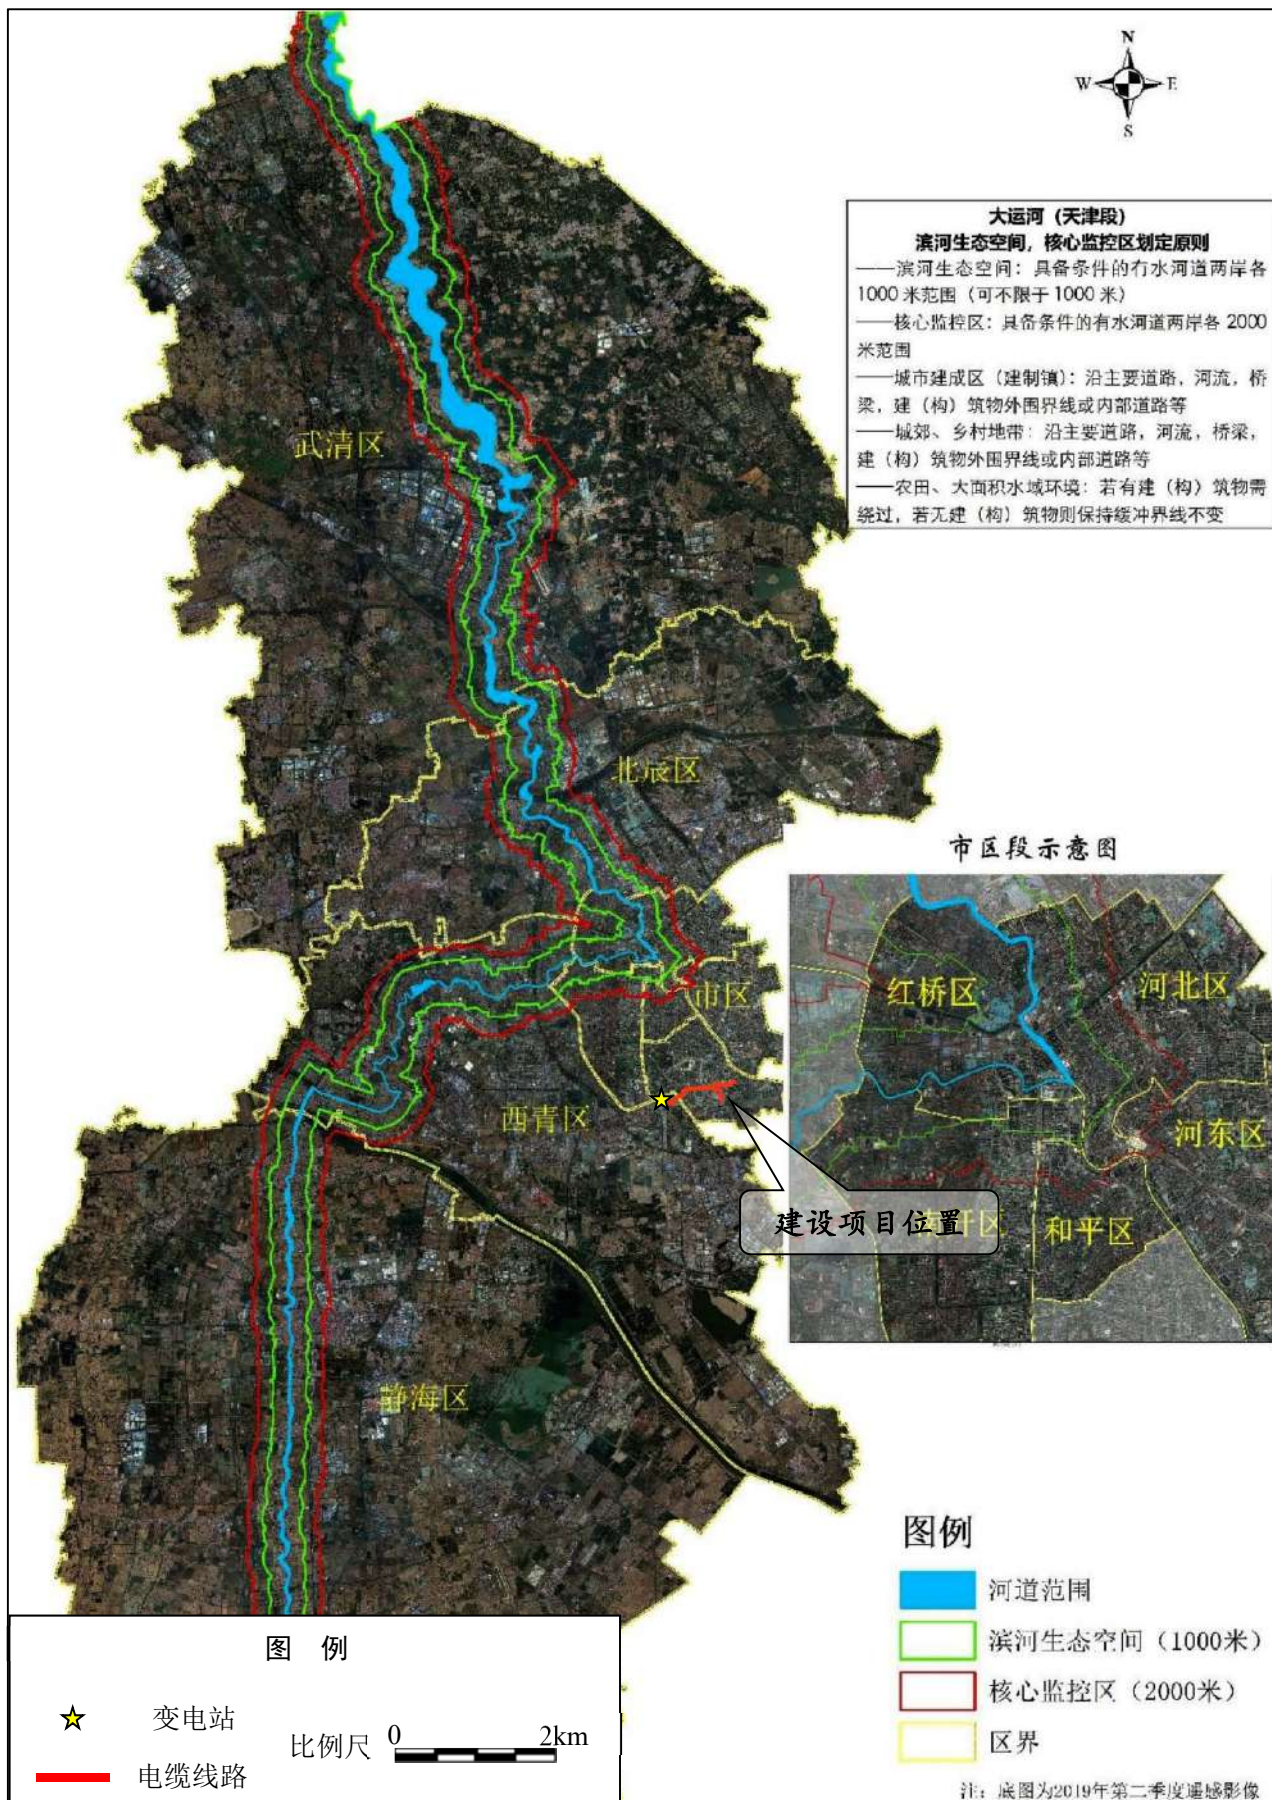 N
W
E
S
大运河（天津段）
滨河生态空间，核心监控区划定原则
——滨河生态空间：具备条件的有水河道两岸各
1000 米范围（可不限于 1000 米）
——核心监控区：具备条件的有水河道两岸各 2000
米范围
——城市建成区（建制镇）：沿主要道路，河流，桥
梁，建（构）筑物外围界线或内部道路等
——城郊、乡村地带：沿主要道路，河流，桥梁，
建（构）筑物外围界线或内部道路等
——农田、大面积水域环境：若有建（构）筑物需
绕过，若无建（构）筑物则保持缓冲界线不变
武清区
北辰区
市区段示意图
红桥区
河北区
市区
西青区
河东区
建设项目位置
南开区
和平区
静海区
图例
河道范围
滨河生态空间（1000米）
核心监控区（2000米）
区界
注：底图为2019年第二季度遥感影像
图 例
变电站
电缆线路
比例尺
0
2km